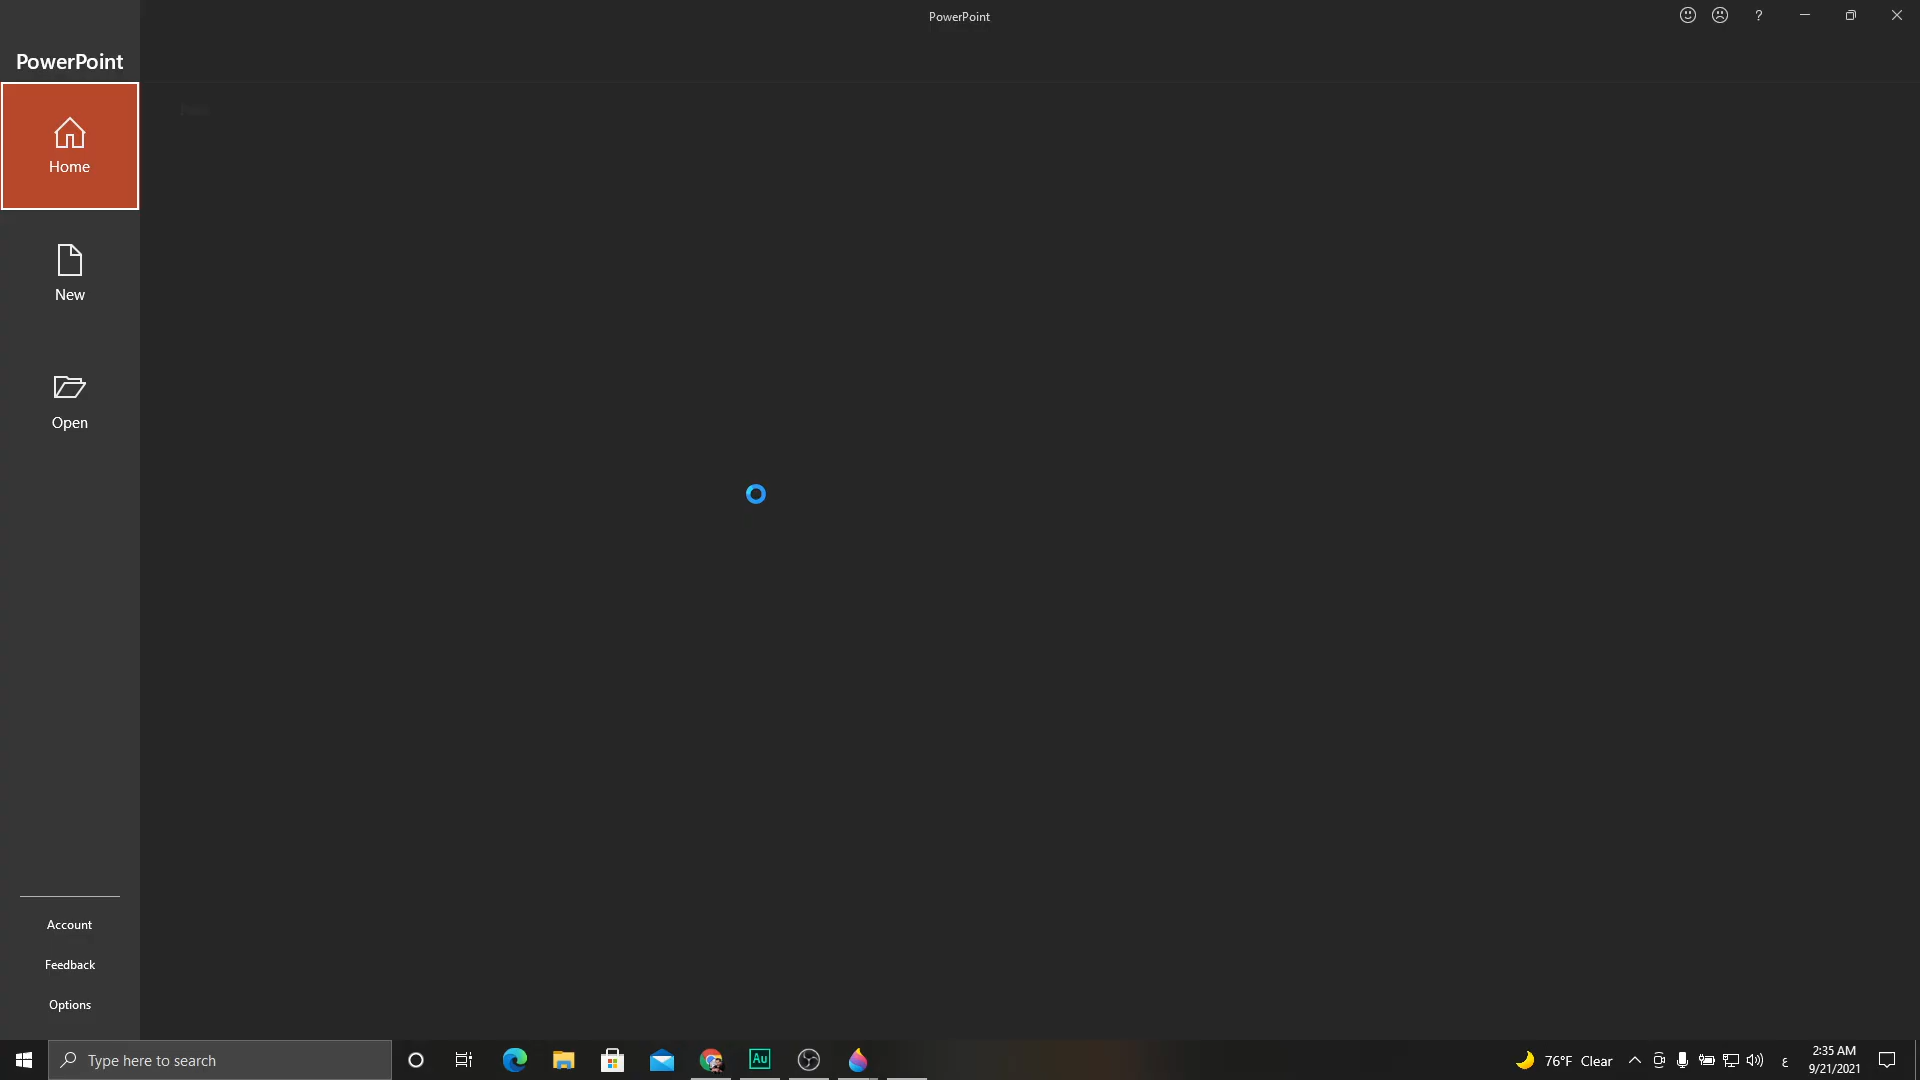 PowerPoint
PowerPoint
Home
New
Open
Account
Feedback
Options
Type here to search
Au
76°F Clear
ع
2:35 AM
9/21/2021